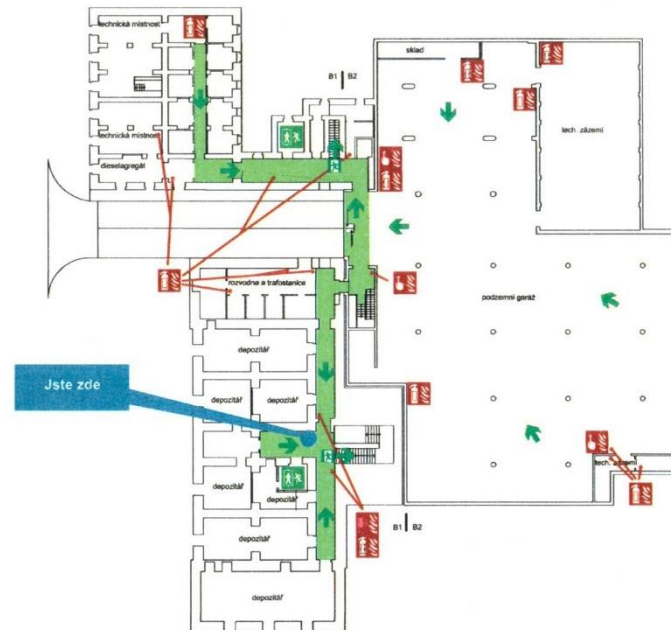 technická místnost
sklad
B1 | B2
tech. zázemí
technická místnost
dieselagregát
rozvodna a trafostanice
podzemní garáž
depozitář
Jste zde
depozitář
depozitář
tech. zázemí
depozitář
depozitář
depozitář
B1 | B2
depozitář